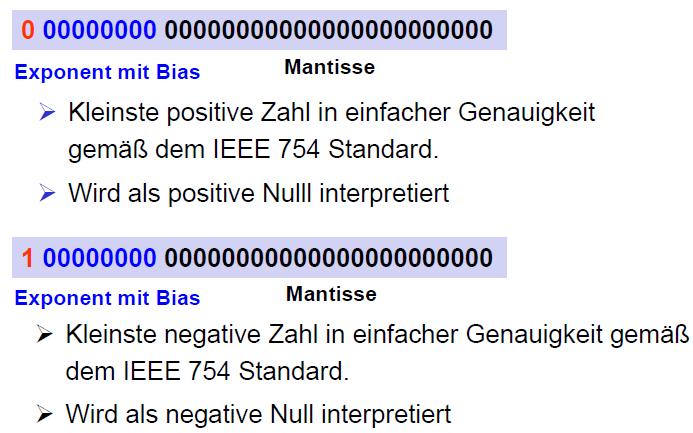 0 00000000 00000000000000000000000
Exponent mit Bias Mantisse
➢ Kleinste positive Zahl in einfacher Genauigkeit
gemäß dem IEEE 754 Standard.
➢ Wird als positive Nulll interpretiert
1 00000000 00000000000000000000000
Exponent mit Bias Mantisse
➢ Kleinste negative Zahl in einfacher Genauigkeit gemäß
dem IEEE 754 Standard.
➢ Wird als negative Null interpretiert